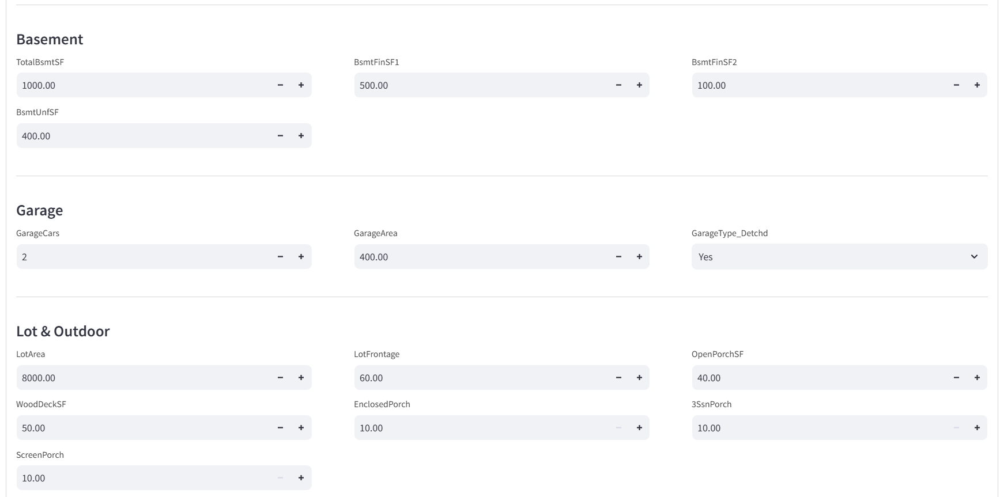 Basement
TotalBsmtSF BsmtFinSF1 BsmtFinSF2
1000.00 500.00 100.00
BsmtUnfSF
400.00
Garage
GarageCars GarageArea GarageType_Detchd
2 400.00 Yes
Lot & Outdoor
LotArea LotFrontage OpenPorchSF
8000.00 60.00 40.00
WoodDeckSF EnclosedPorch 3SsnPorch
50.00 10.00 10.00
ScreenPorch
10.00